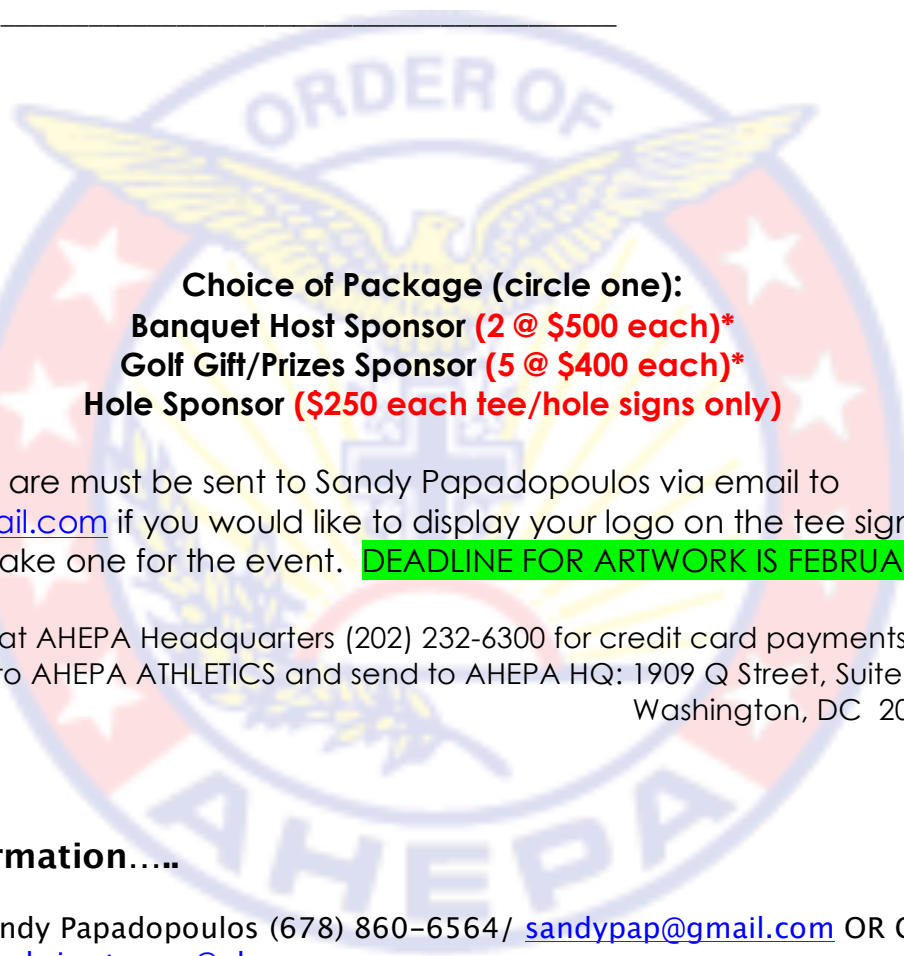 ORDER OF
Choice of Package (circle one):
Banquet Host Sponsor (2 @ $500 each)*
Golf Gift/Prizes Sponsor (5 @ $400 each)*
Hole Sponsor ($250 each tee/hole signs only)
are must be sent to Sandy Papadopoulos via email to
ail.com if you would like to display your logo on the tee sign
ake one for the event. DEADLINE FOR ARTWORK IS FEBRUA
at AHEPA Headquarters (202) 232-6300 for credit card payments
to AHEPA ATHLETICS and send to AHEPA HQ: 1909 Q Street, Suite
Washington, DC 20
AHEPA
rmation…..
ndy Papadopoulos (678) 860-6564/ sandypap@gmail.com OR